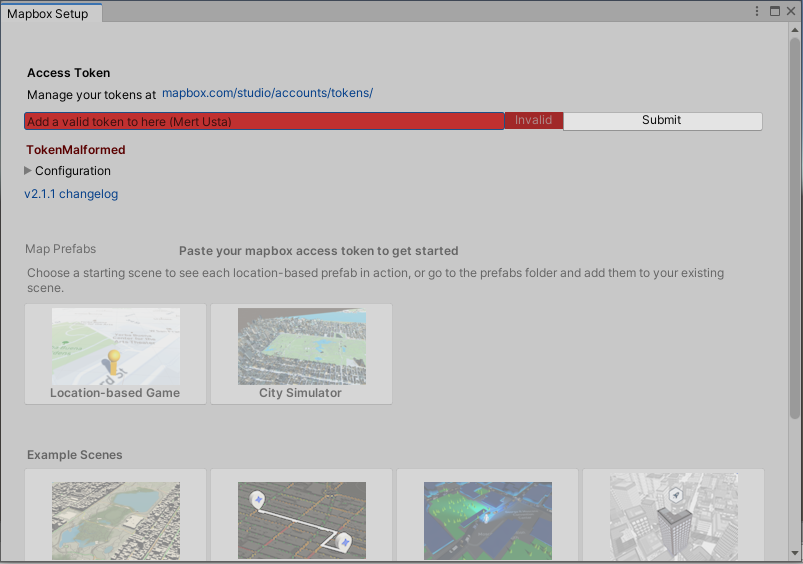 Mapbox Setup
Access Token
Manage your tokens at mapbox.com/studio/accounts/tokens/
Add a valid token to here (Mert Usta) Invalid Submit
TokenMalformed
Configuration
v2.1.1 changelog
Map Prefabs Paste your mapbox access token to get started
Choose a starting scene to see each location-based prefab in action, or go to the prefabs folder and add them to your existing
scene.
Location-based Game City Simulator
Example Scenes